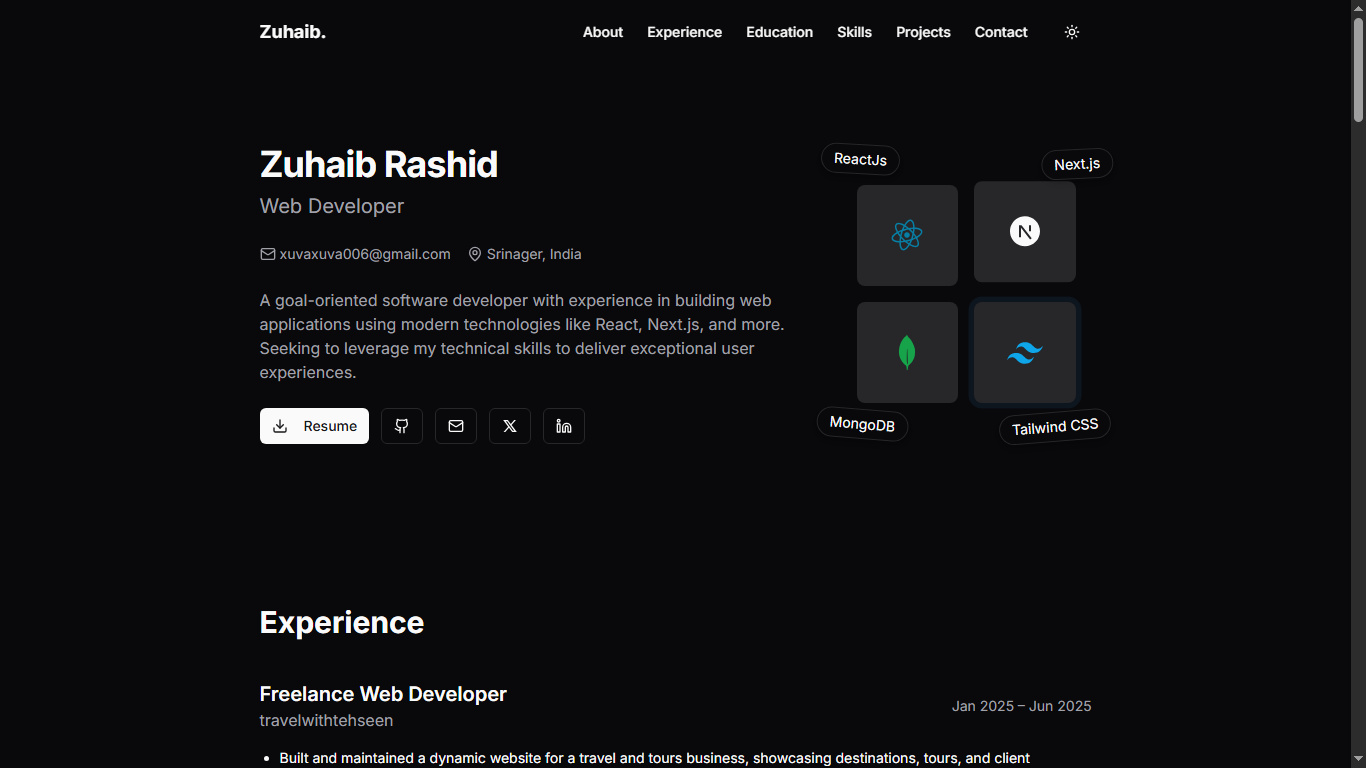 Zuhaib.
About Experience Education Skills Projects Contact
Zuhaib Rashid
Web Developer
xuvaxuva006@gmail.com Srinager, India
A goal-oriented software developer with experience in building web
applications using modern technologies like React, Next.js, and more.
Seeking to leverage my technical skills to deliver exceptional user
experiences.
Resume
ReactJs
Next.js
MongoDB
Tailwind CSS
Experience
Freelance Web Developer
travelwithtehseen
Jan 2025 – Jun 2025
• Built and maintained a dynamic website for a travel and tours business, showcasing destinations, tours, and client